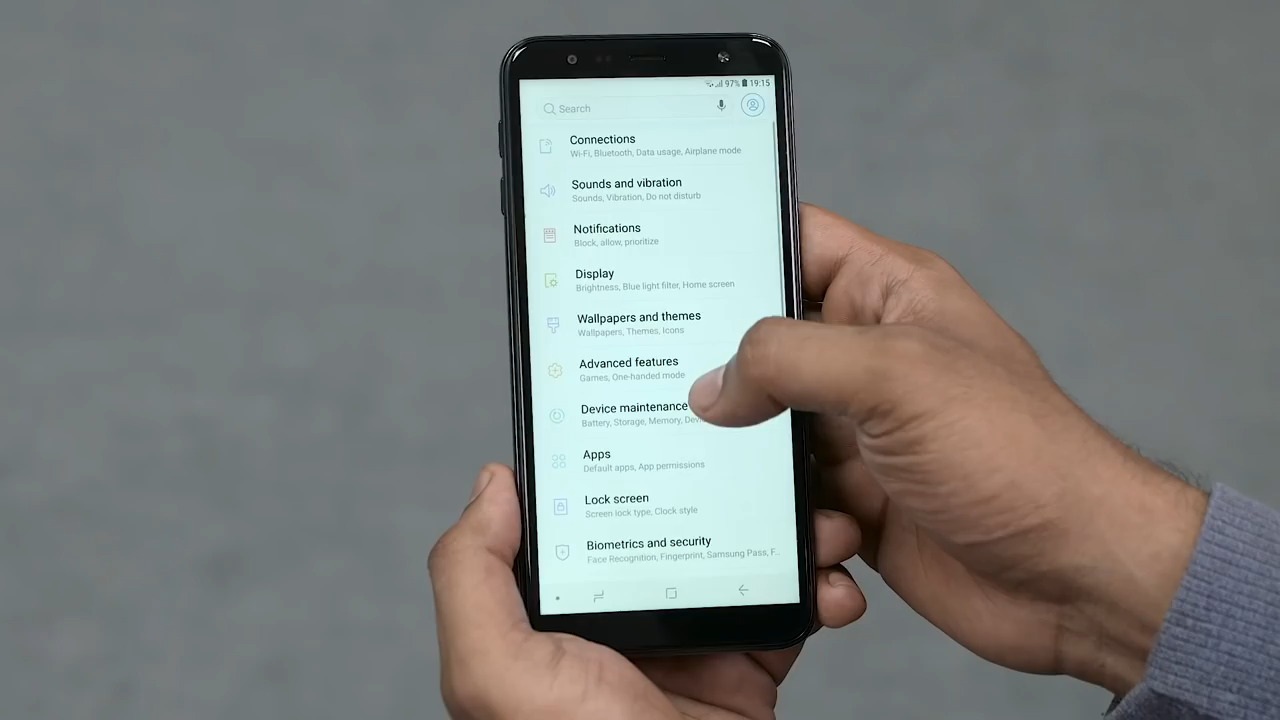 97% 19:15
Search
Connections
Wi-Fi, Bluetooth, Data usage, Airplane mode
Sounds and vibration
Sounds, Vibration, Do not disturb
Notifications
Block, allow, prioritize
Display
Brightness, Blue light filter, Home screen
Wallpapers and themes
Wallpapers, Themes, Icons
Advanced features
Games, One-handed mode
Device maintenance
Battery, Storage, Memory,
Apps
Default apps, App permissions
Lock screen
Screen lock type, Clock style
Biometrics and security
Face Recognition, Fingerprint, Samsung Pass, F..